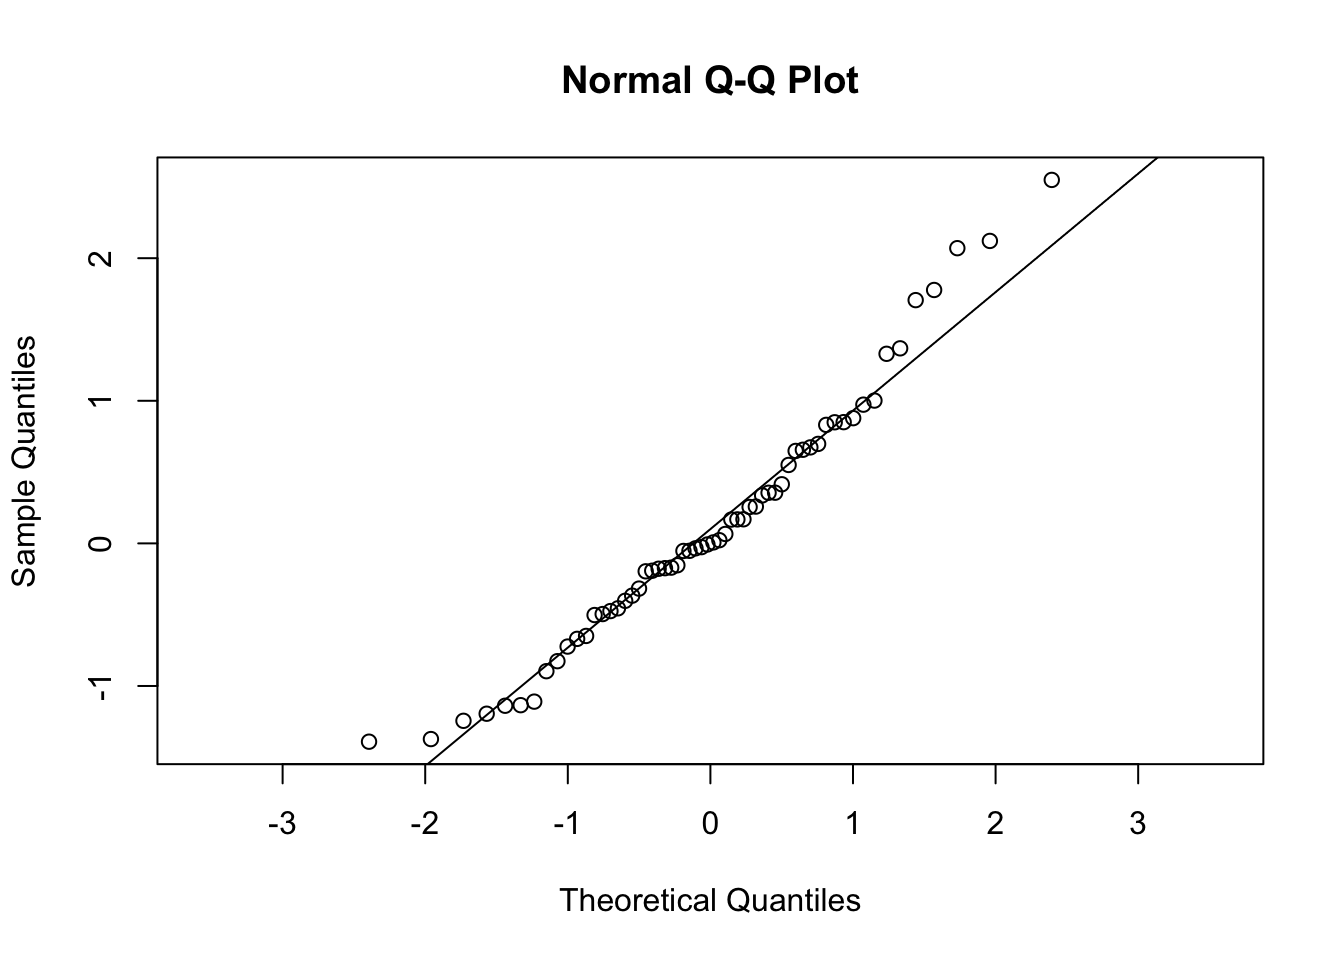 Normal Q-Q Plot
Sample Quantiles
2
1
0
-1
-3 -2 -1 0 1 2 3
Theoretical Quantiles